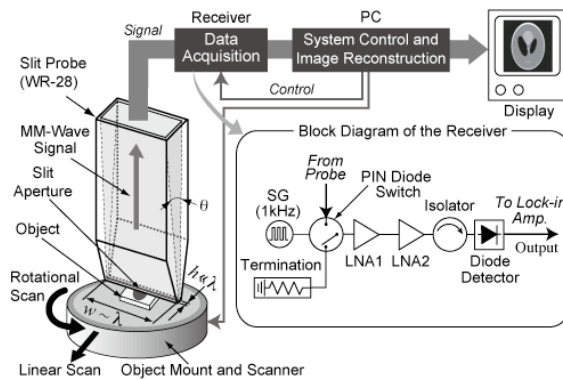 Receiver
PC
Signal
Data
Acquisition
System Control and
Image Reconstruction
Control
Display
Slit Probe
(WR-28)
MM-Wave
Signal
Slit
Aperture
Object
Rotational
Scan
Linear Scan
Object Mount and Scanner
θ
h≪λ
w ~ λ
Block Diagram of the Receiver
From
Probe
PIN Diode
Switch
SG
(1kHz)
Isolator
To Lock-in
Amp.
Output
LNA1
LNA2
Diode
Detector
Termination